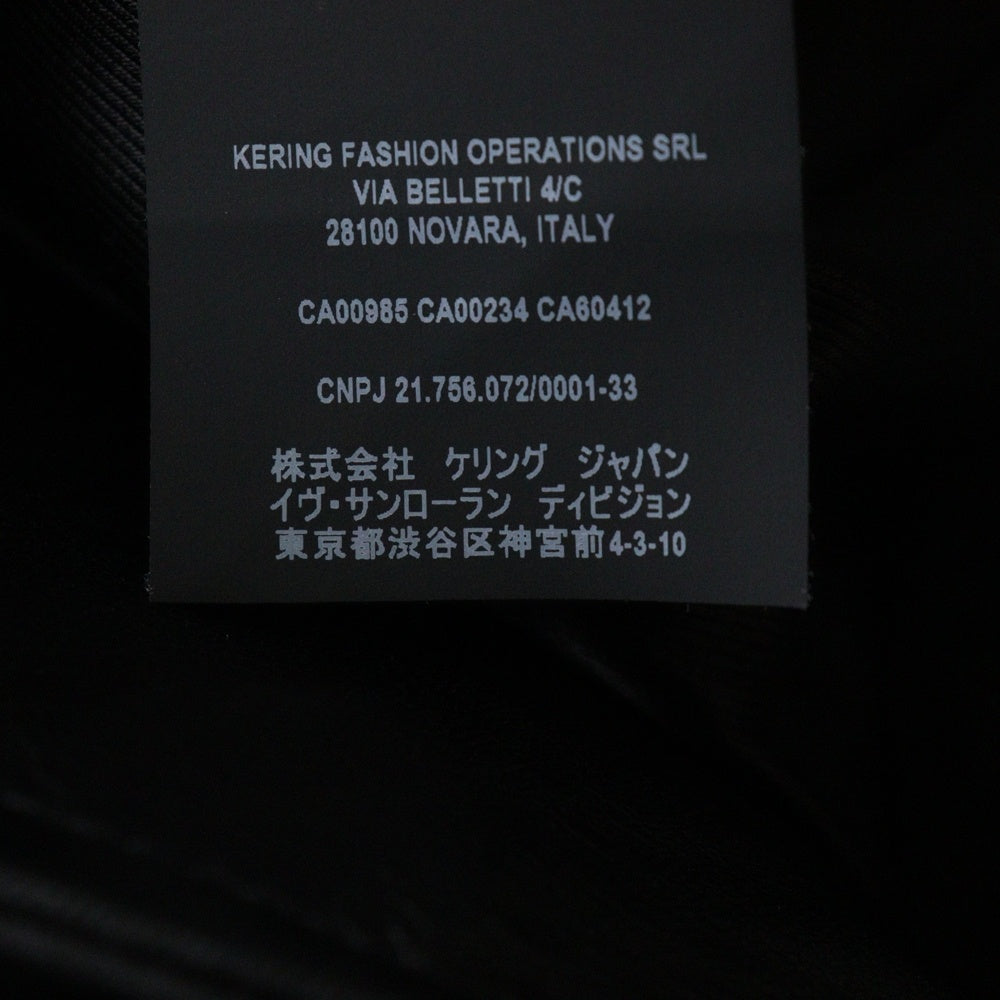 KERING FASHION OPERATIONS SRL
VIA BELLETTI 4/C
28100 NOVARA, ITALY
CA00985 CA00234 CA60412
CNPJ 21.756.072/0001-33
株式会社 ケリング ジャパン
イヴ・サンローラン ディビジョン
東京都渋谷区神宮前4-3-10